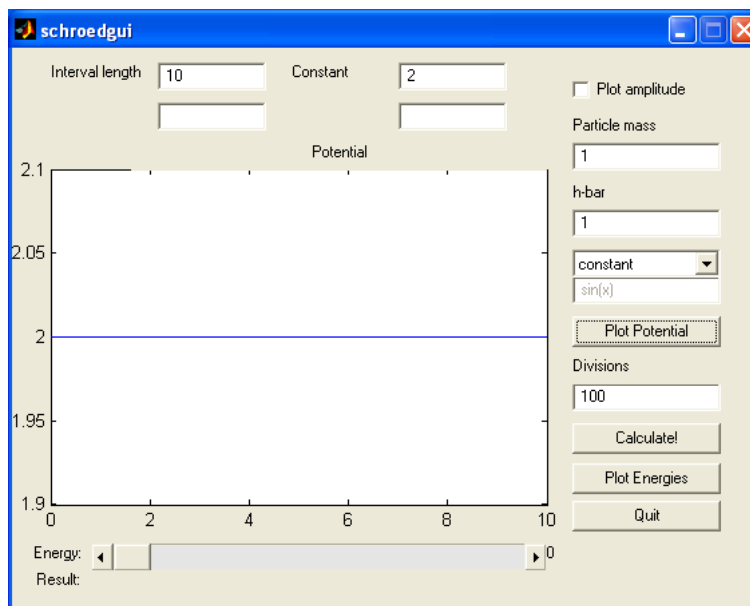 schroedgui
Interval length 10 Constant 2
Plot amplitude
Particle mass
1
Potential
h-bar
1
constant
sin(x)
Plot Potential
Divisions
100
Calculate!
Plot Energies
Quit
2.1
2.05
2
1.95
1.9
0 2 4 6 8 10
Energy: 0
Result: